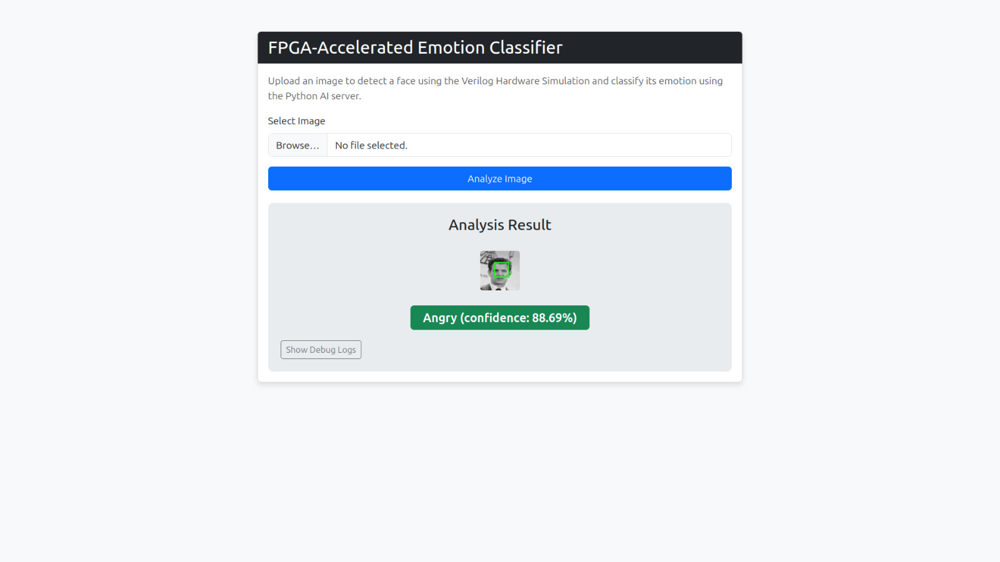 FPGA-Accelerated Emotion Classifier
Upload an image to detect a face using the Verilog Hardware Simulation and classify its emotion using
the Python AI server.
Select Image
Browse... No file selected.
Analyze Image
Analysis Result
Angry (confidence: 88.69%)
Show Debug Logs